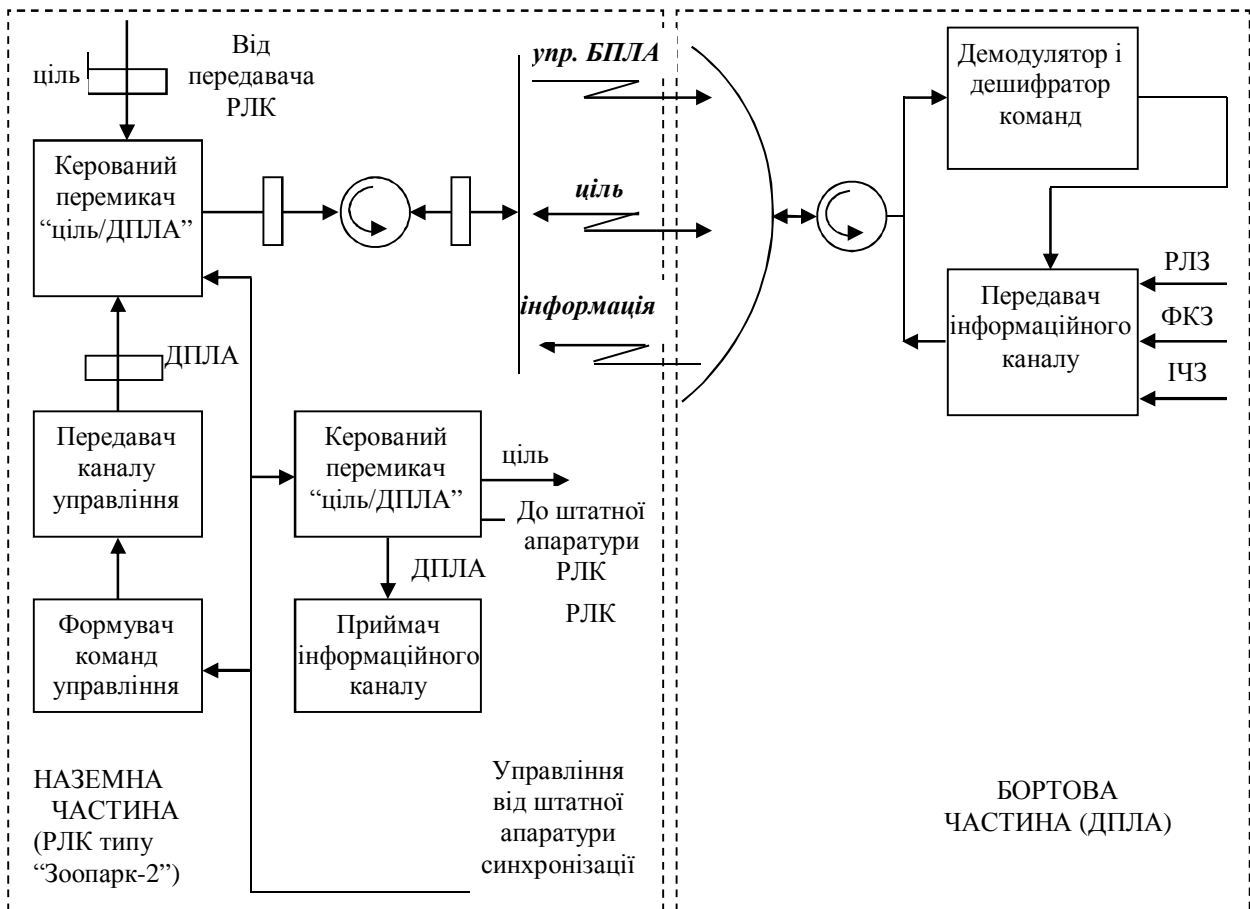 ціль
Від
передавача
РЛК
Керований
перемикач
“ціль/ДПЛА”
упр. БПЛА
ціль
інформація
Демодулятор і
дешифратор
команд
Передавач
інформаційного
каналу
РЛЗ
ФКЗ
ІЧЗ
ДПЛА
Передавач
каналу
управління
Керований
перемикач
“ціль/ДПЛА”
ціль
До штатної
апаратури
РЛК
РЛК
ДПЛА
Формувач
команд
управління
Приймач
інформаційного
каналу
НАЗЕМНА
ЧАСТИНА
(РЛК типу
“Зоопарк-2”)
Управління
від штатної
апаратури
синхронізації
БОРТОВА
ЧАСТИНА (ДПЛА)